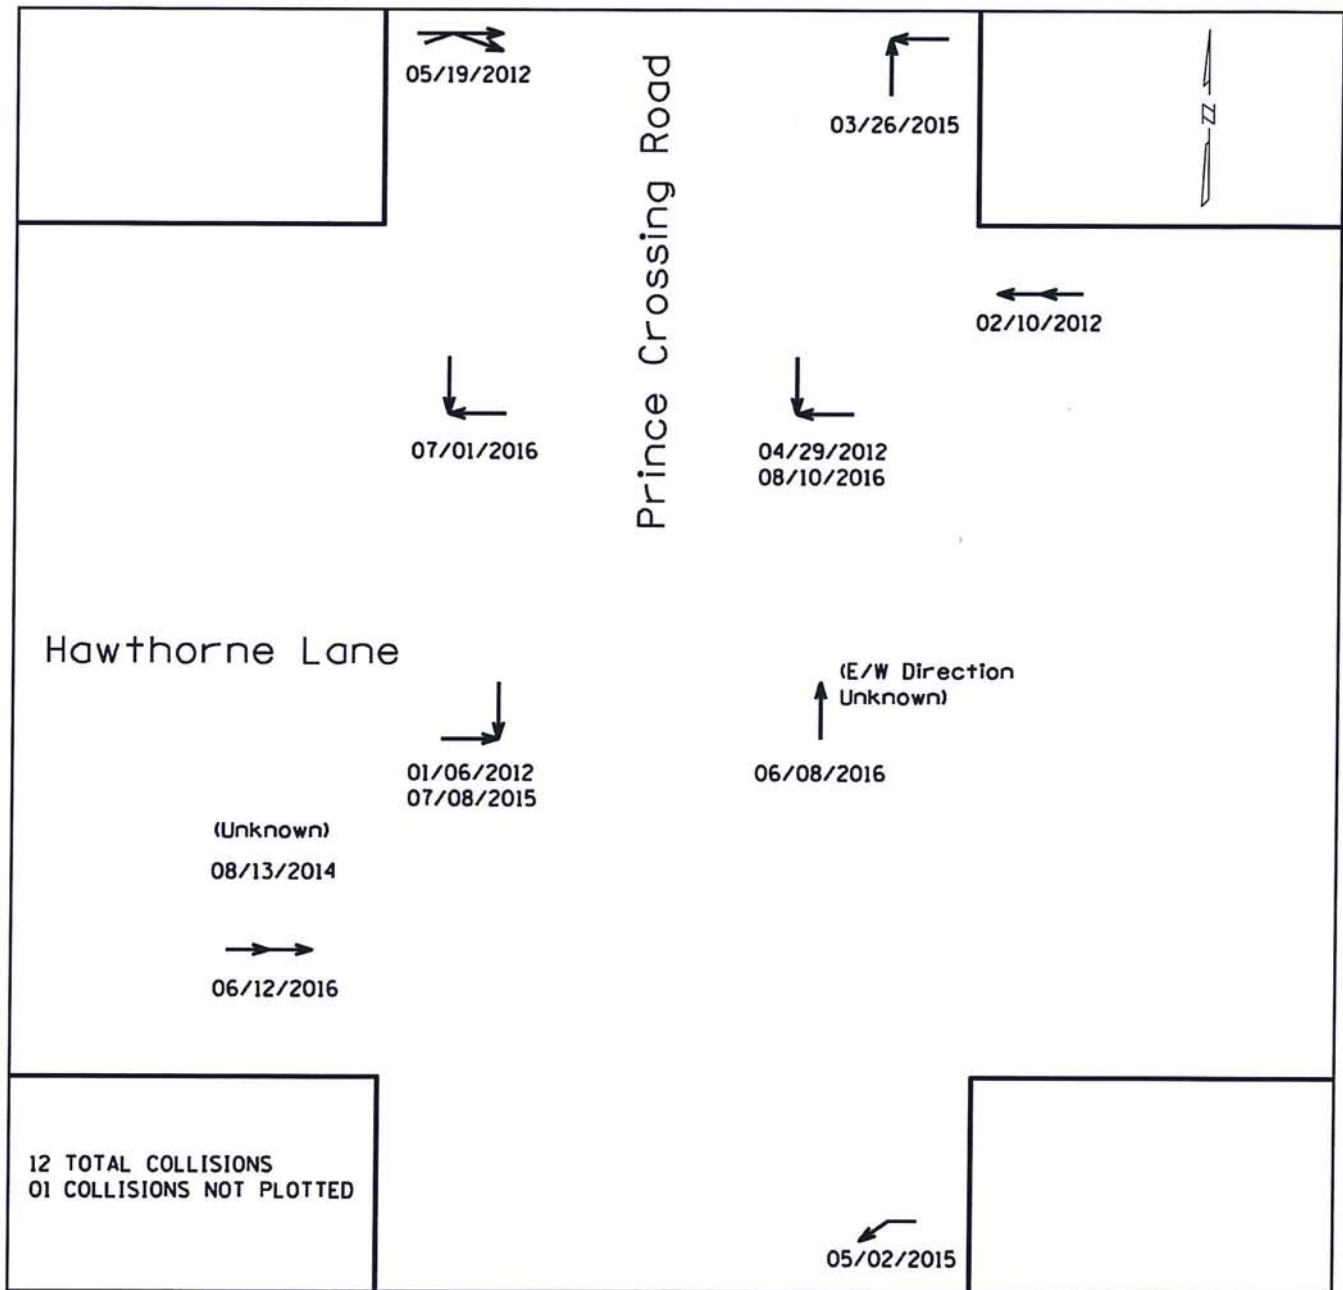 05/19/2012
03/26/2015
N
Prince Crossing Road
02/10/2012
07/01/2016
04/29/2012
08/10/2016
Hawthorne Lane
(E/W Direction
Unknown)
01/06/2012
07/08/2015
06/08/2016
(Unknown)
08/13/2014
06/12/2016
12 TOTAL COLLISIONS
01 COLLISIONS NOT PLOTTED
05/02/2015